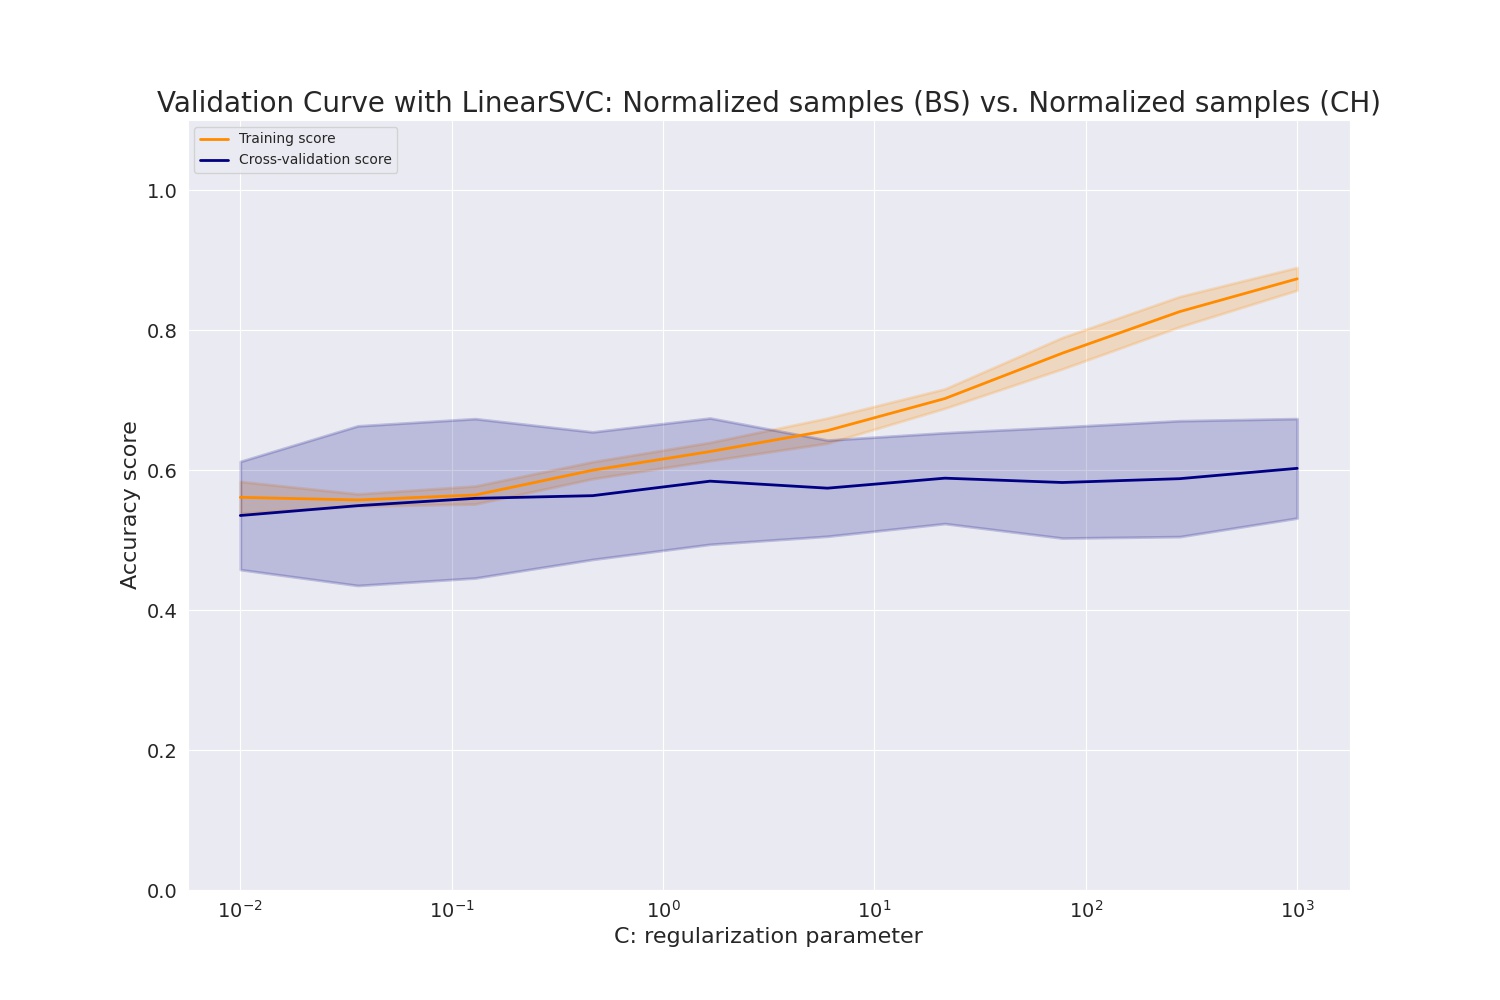 Validation Curve with LinearSVC: Normalized samples (BS) vs. Normalized samples (CH)
Training score
Cross-validation score
1.0
0.8
0.6
0.4
0.2
0.0
Accuracy score
10⁻² 10⁻¹ 10⁰ 10¹ 10² 10³
C: regularization parameter